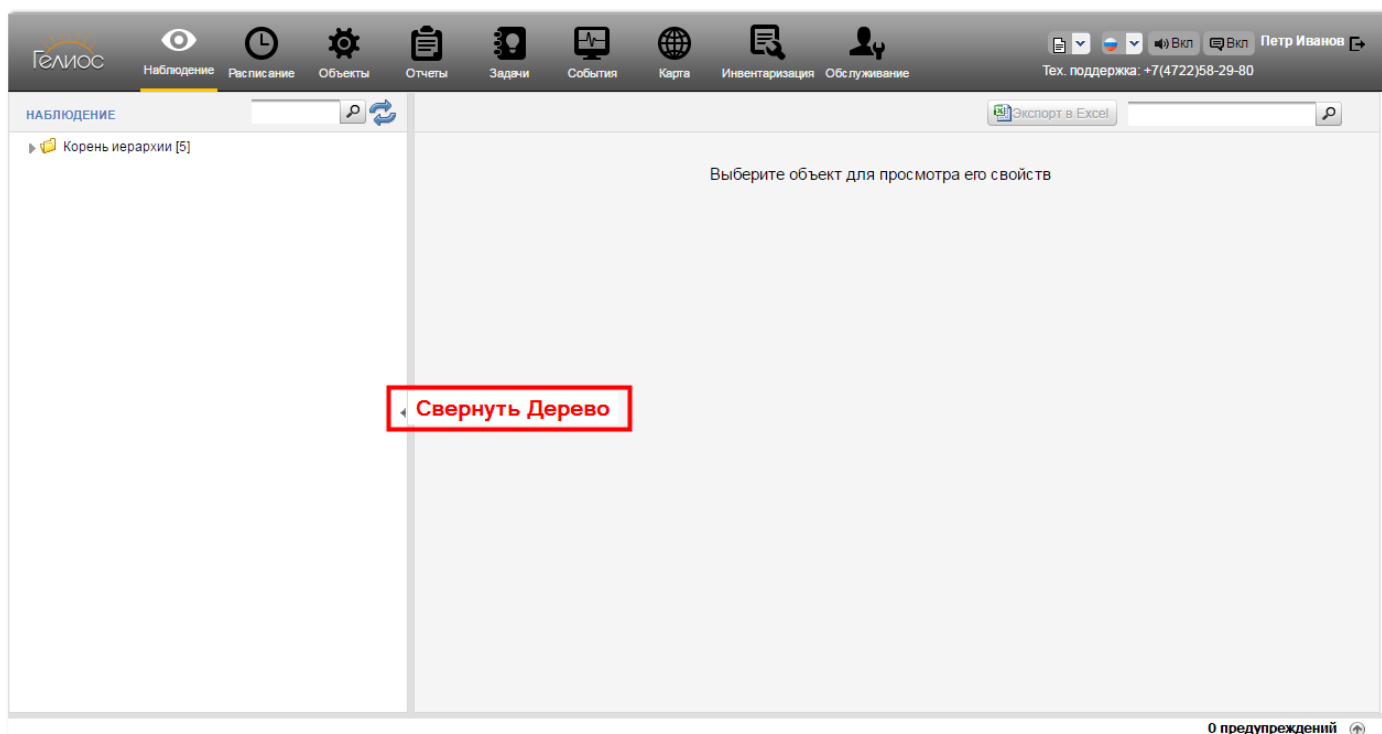 Гелиос
Наблюдение Расписание Объекты Отчеты Задачи События Карта Инвентаризация Обслуживание
Вкл Вкл Петр Иванов
Тех. поддержка: +7(4722)58-29-80
НАБЛЮДЕНИЕ
Экспорт в Excel
Корень иерархии [5]
Выберите объект для просмотра его свойств
Свернуть Дерево
0 предупреждений